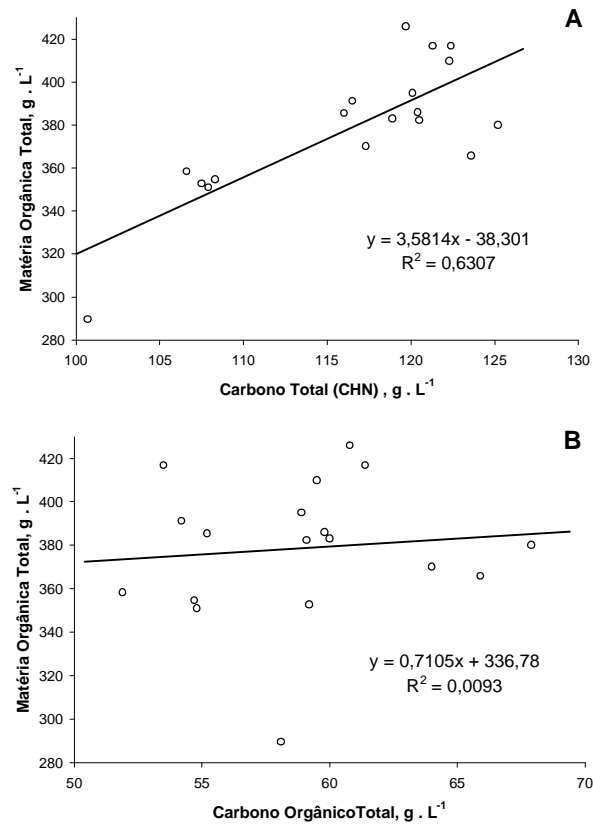 A
Matéria Orgânica Total, g . L-1
420
400
380
360
340
320
300
280
y = 3,5814x - 38,301
R2 = 0,6307
100 105 110 115 120 125 130
Carbono Total (CHN) , g . L-1
B
Matéria Orgânica Total, g . L-1
420
400
380
360
340
320
300
280
y = 0,7105x + 336,78
R2 = 0,0093
50 55 60 65 70
Carbono OrgânicoTotal, g . L-1